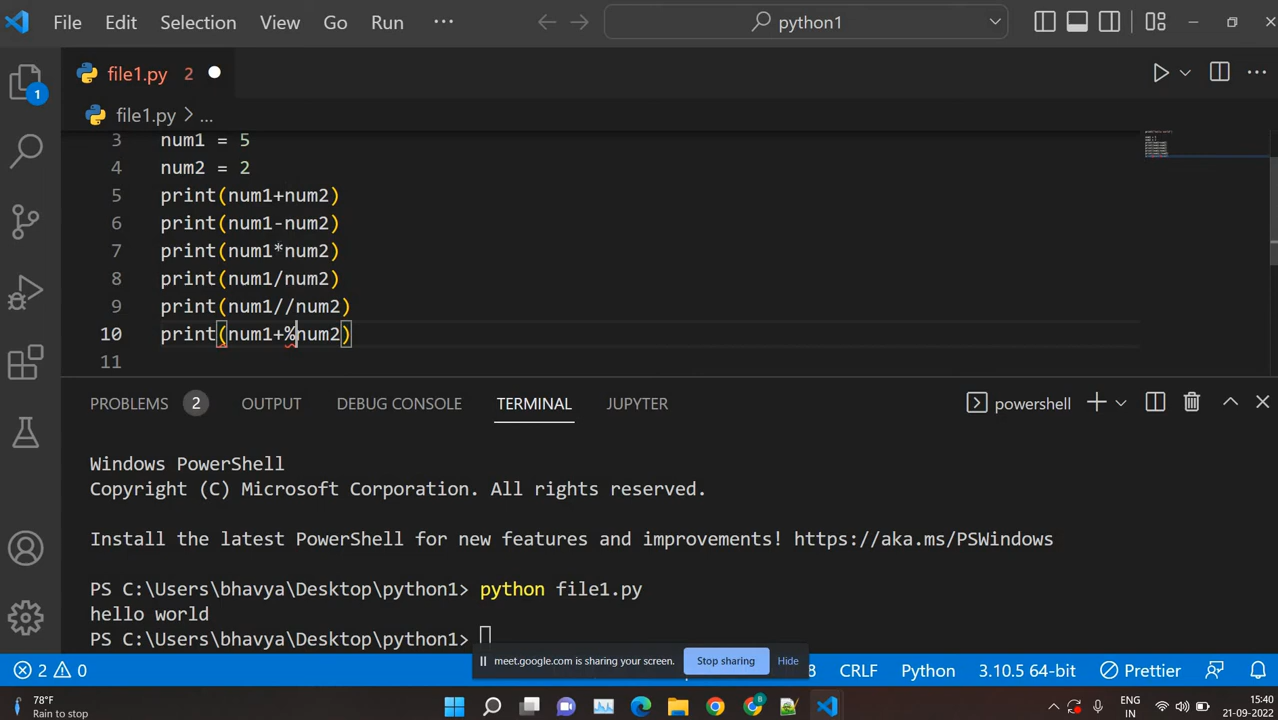 File Edit Selection View Go Run ··· python1
file1.py 2
file1.py > ...
1
3 num1 = 5
4 num2 = 2
5 print(num1+num2)
6 print(num1-num2)
7 print(num1*num2)
8 print(num1/num2)
9 print(num1//num2)
10 print(num1+%num2)
11
PROBLEMS 2 OUTPUT DEBUG CONSOLE TERMINAL JUPYTER powershell
Windows PowerShell
Copyright (C) Microsoft Corporation. All rights reserved.
Install the latest PowerShell for new features and improvements! https://aka.ms/PSWindows
PS C:\Users\bhavya\Desktop\python1> python file1.py
hello world
PS C:\Users\bhavya\Desktop\python1>
meet.google.com is sharing your screen. Stop sharing Hide
2 0 8 CRLF Python 3.10.5 64-bit Prettier
78°F
Rain to stop
ENG
IN
15:40
21-09-2022